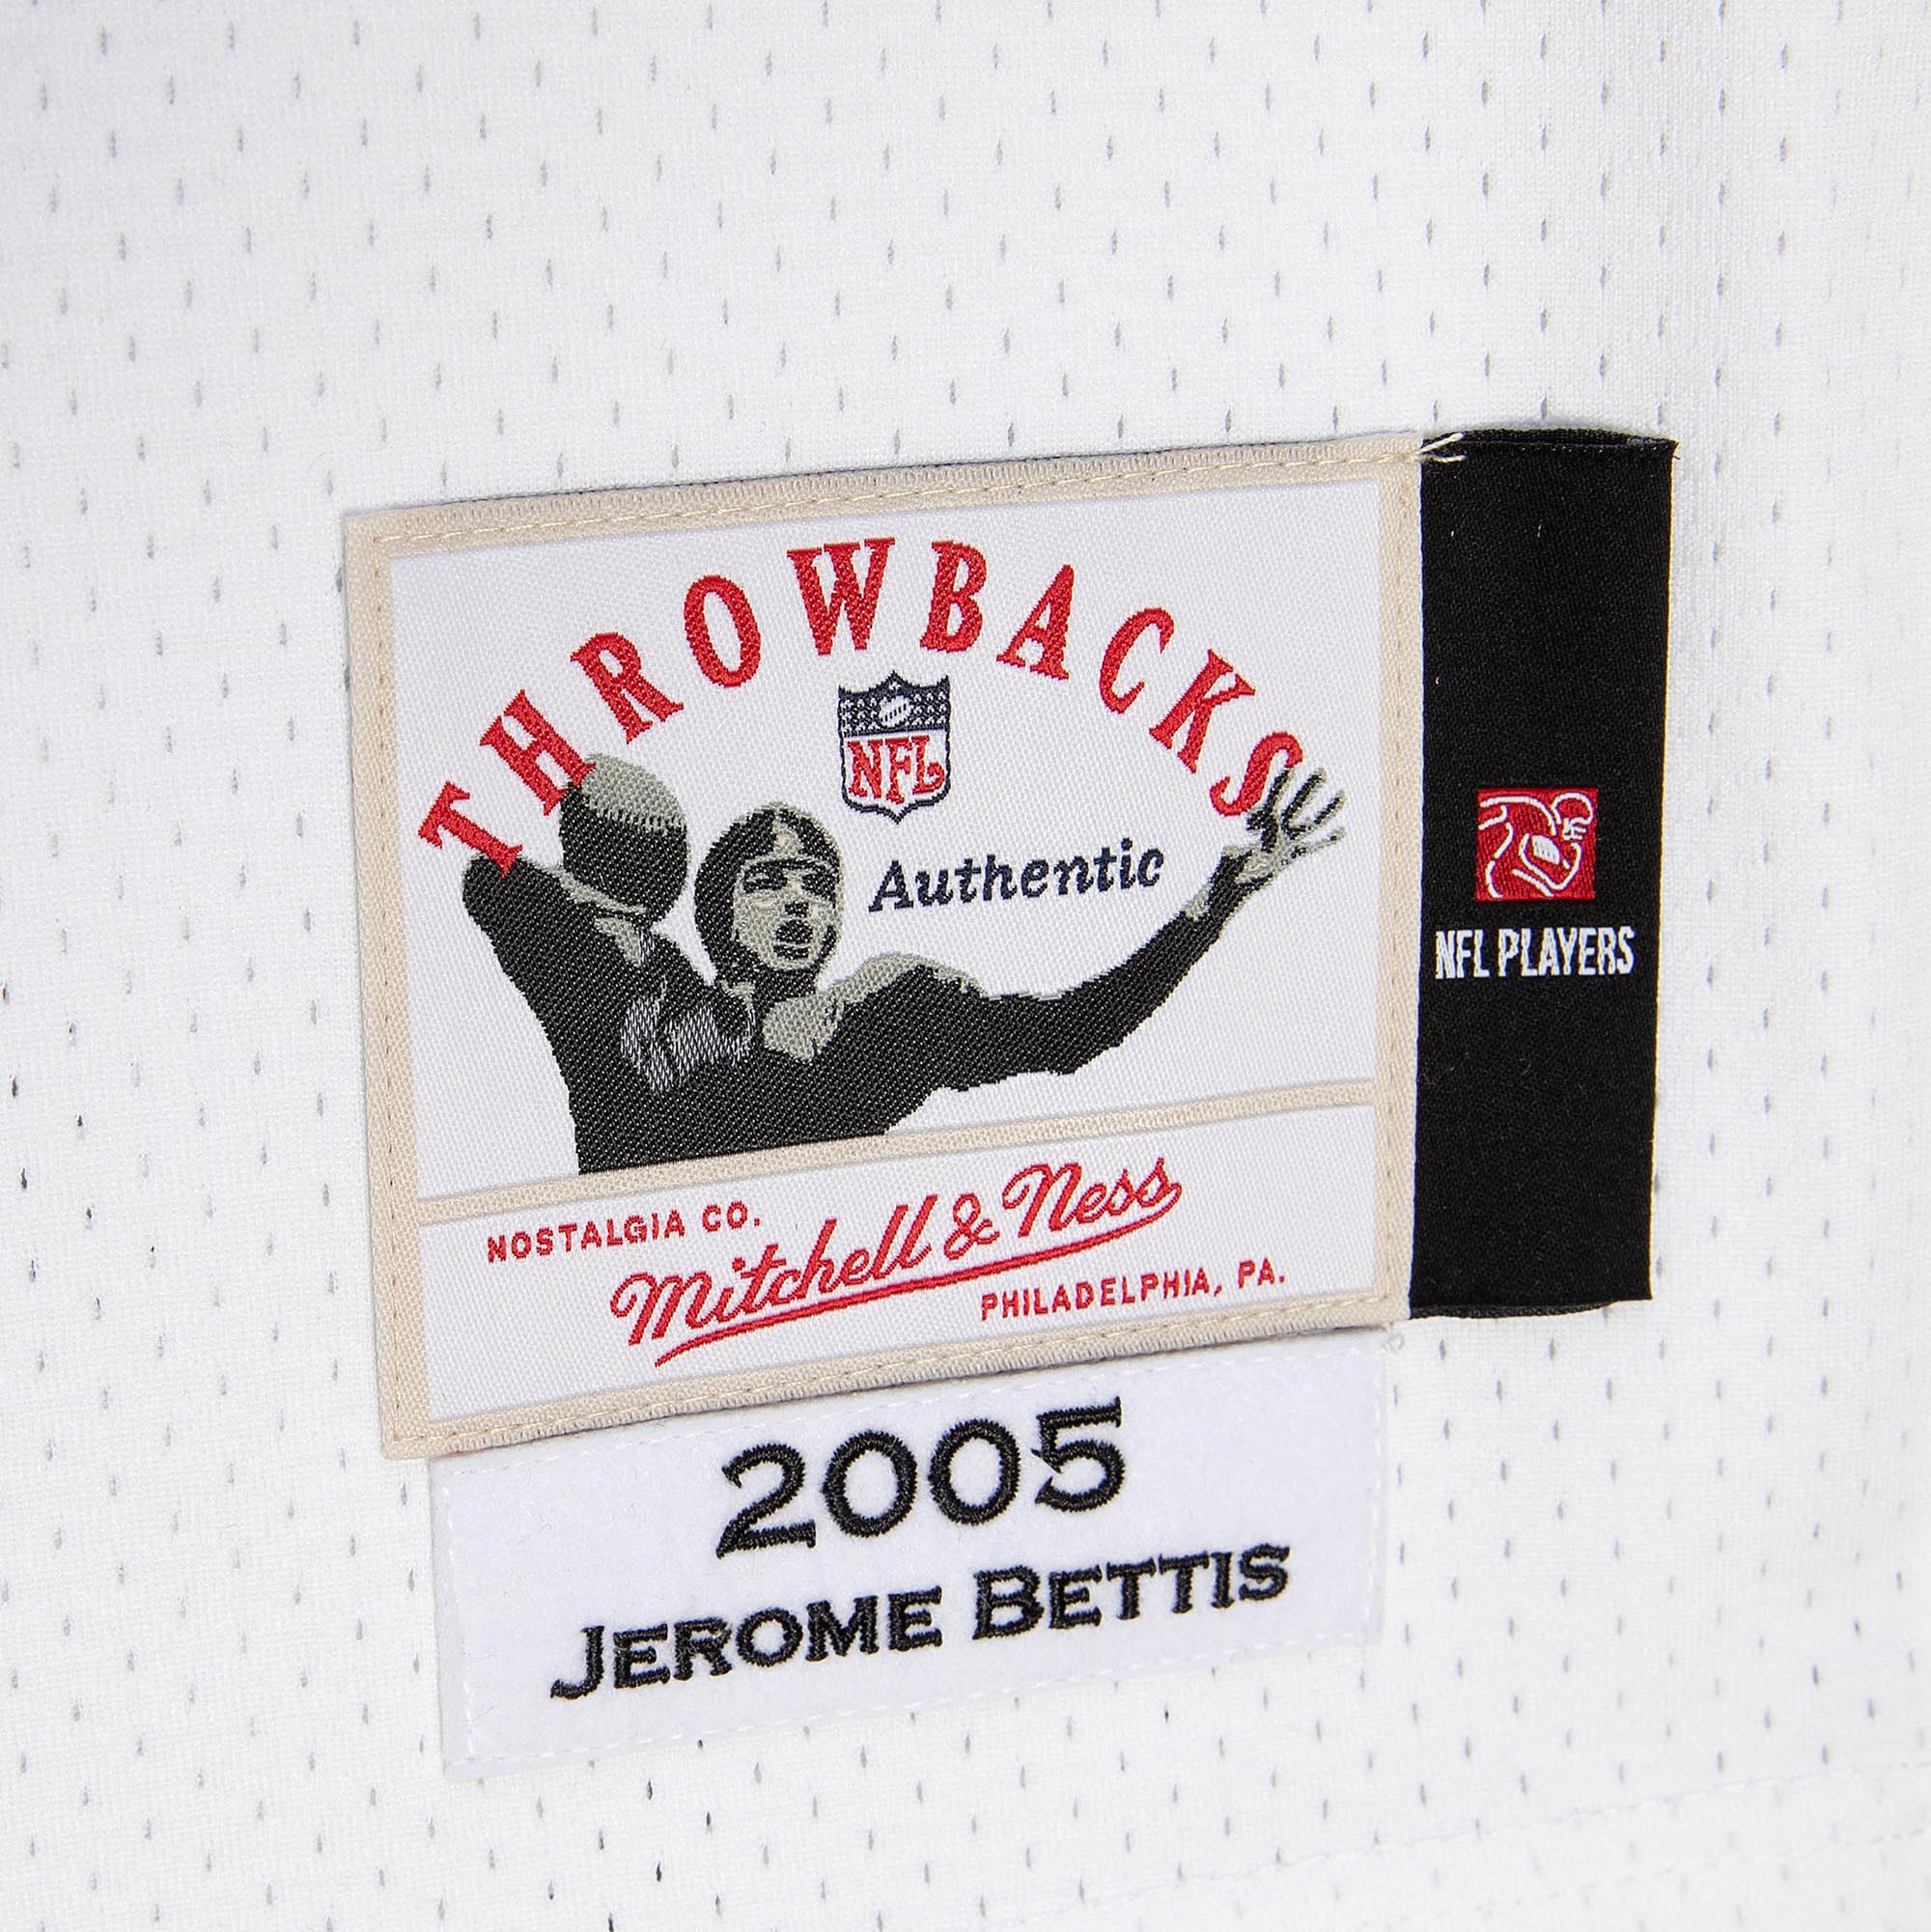 THROWBACKS
NFL
Authentic
NFL PLAYERS
NOSTALGIA CO.
Mitchell & Ness
PHILADELPHIA, PA.
2005
JEROME BETTIS